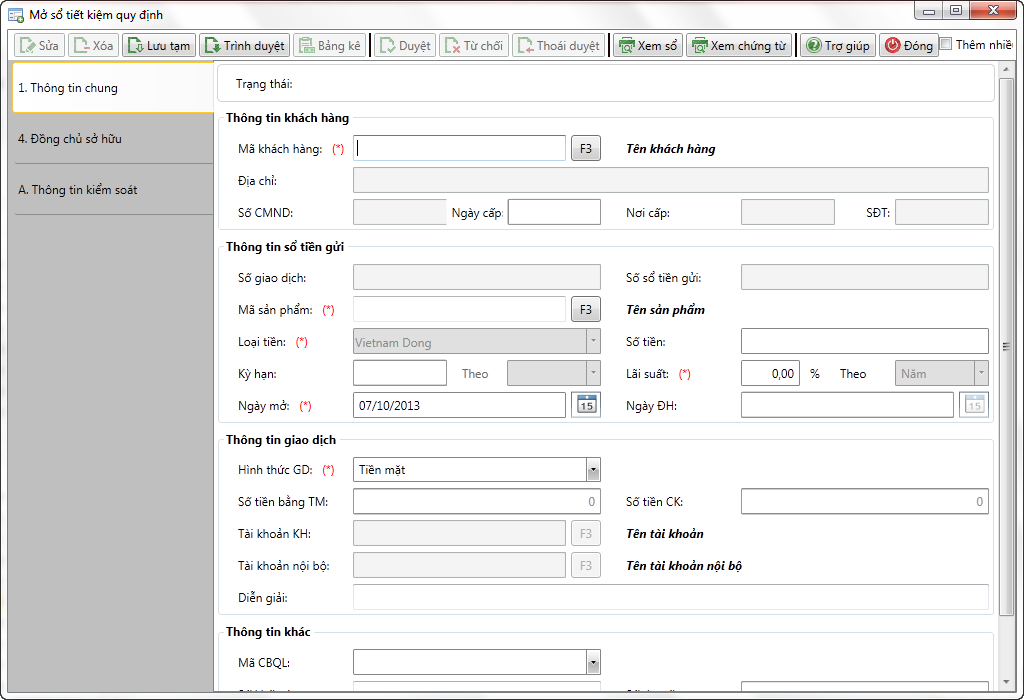 Mở sổ tiết kiệm quy định
Sửa Xóa Lưu tạm Trình duyệt Bảng kê Duyệt Từ chối Thoái duyệt Xem sổ Xem chứng từ Trợ giúp Đóng Thêm nhiề
1. Thông tin chung
4. Đồng chủ sở hữu
A. Thông tin kiểm soát
Trạng thái:
Thông tin khách hàng
Mã khách hàng: (*) F3 Tên khách hàng
Địa chỉ:
Số CMND: Ngày cấp: Nơi cấp: SĐT:
Thông tin sổ tiền gửi
Số giao dịch: Số sổ tiền gửi:
Mã sản phẩm: (*) F3 Tên sản phẩm
Loại tiền: (*) Vietnam Dong Số tiền:
Kỳ hạn: Theo Lãi suất: (*) 0,00 % Theo Năm
Ngày mở: (*) 07/10/2013 15 Ngày ĐH: 15
Thông tin giao dịch
Hình thức GD: (*) Tiền mặt
Số tiền bằng TM: 0 Số tiền CK: 0
Tài khoản KH: F3 Tên tài khoản
Tài khoản nội bộ: F3 Tên tài khoản nội bộ
Diễn giải:
Thông tin khác
Mã CBQL: